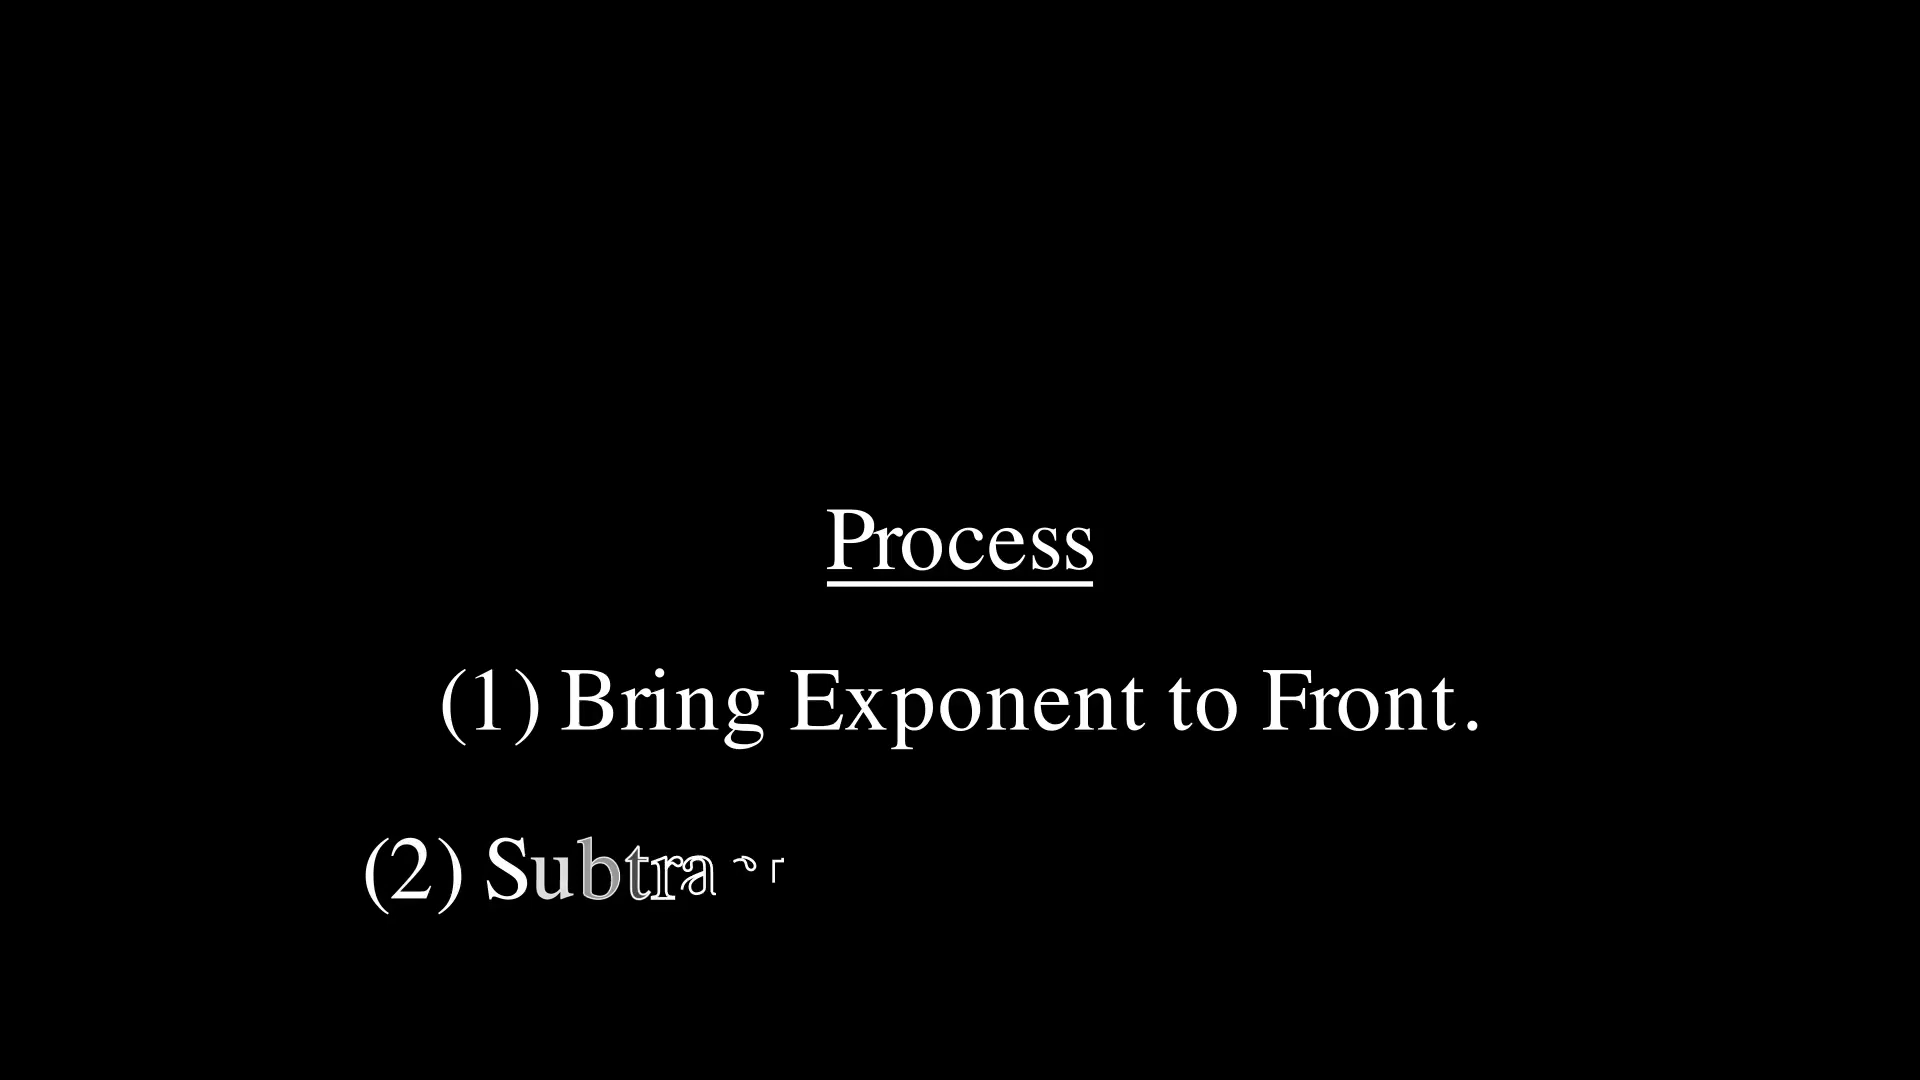 Process
(1) Bring Exponent to Front.
(2) Subtra